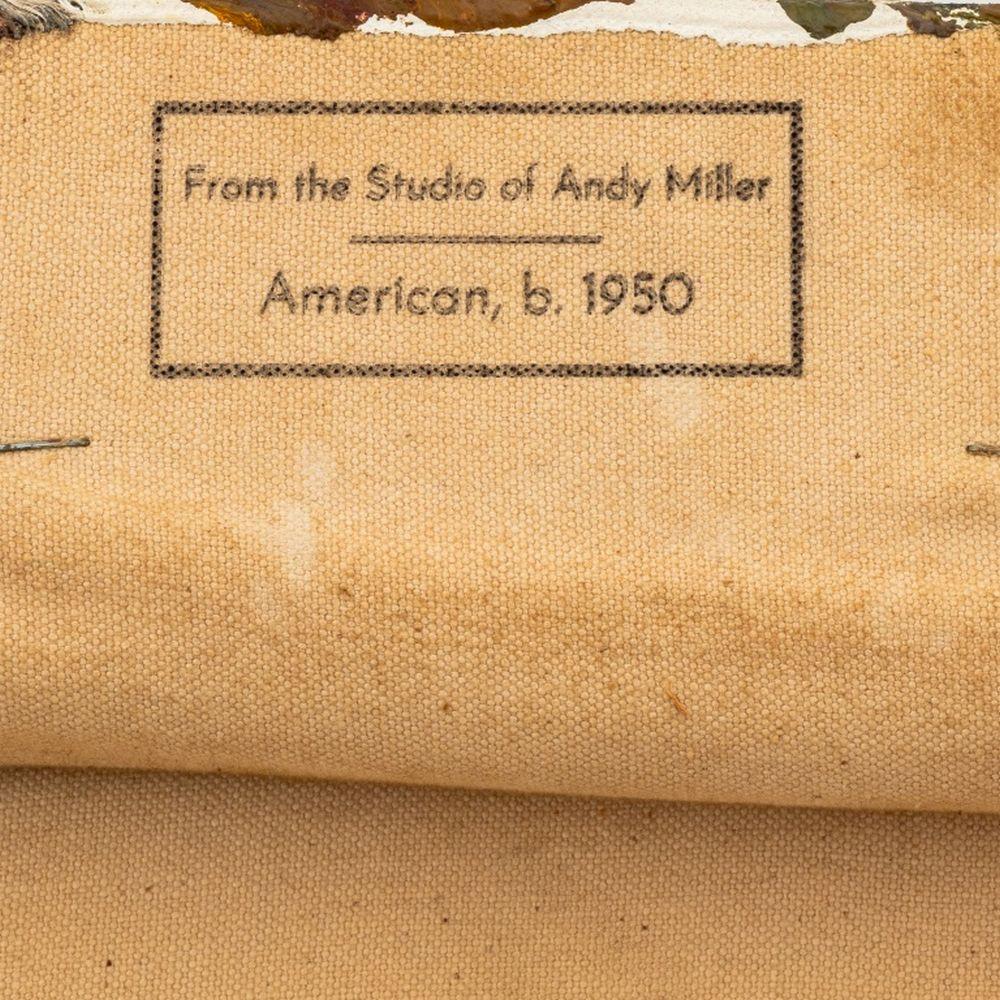 From the Studio of Andy Miller
American, b. 1950